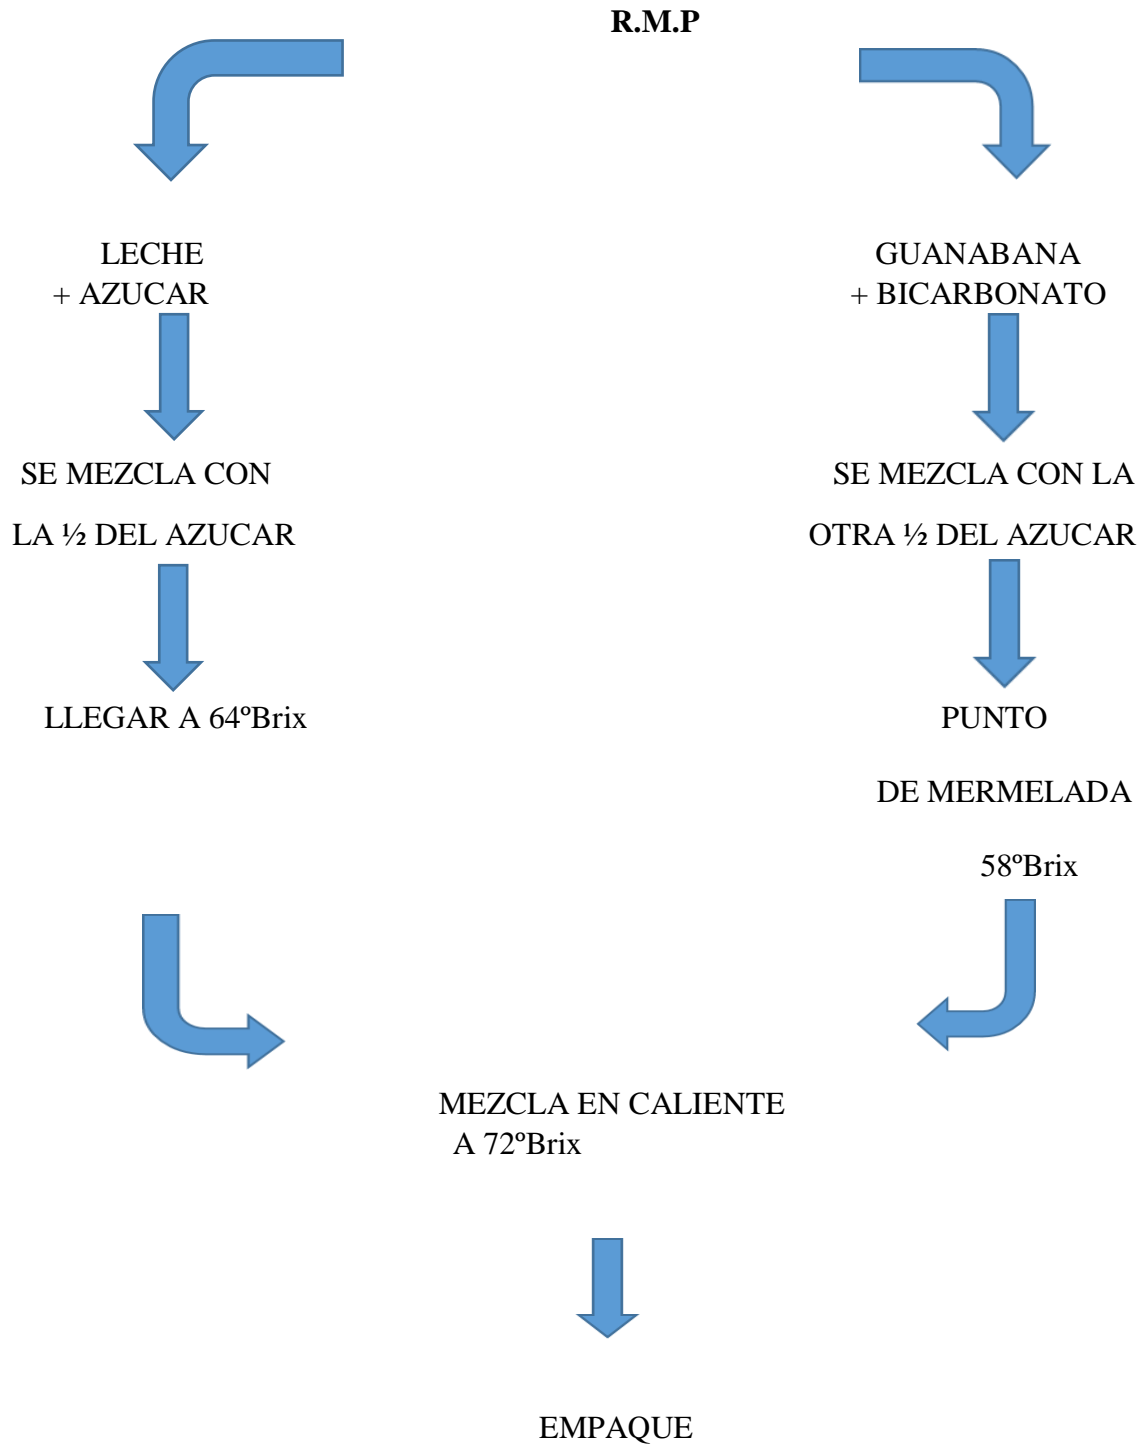 R.M.P
LECHE
+ AZUCAR
SE MEZCLA CON
LA ½ DEL AZUCAR
LLEGAR A 64ºBrix
GUANABANA
+ BICARBONATO
SE MEZCLA CON LA
OTRA ½ DEL AZUCAR
PUNTO
DE MERMELADA
58ºBrix
MEZCLA EN CALIENTE
A 72ºBrix
EMPAQUE